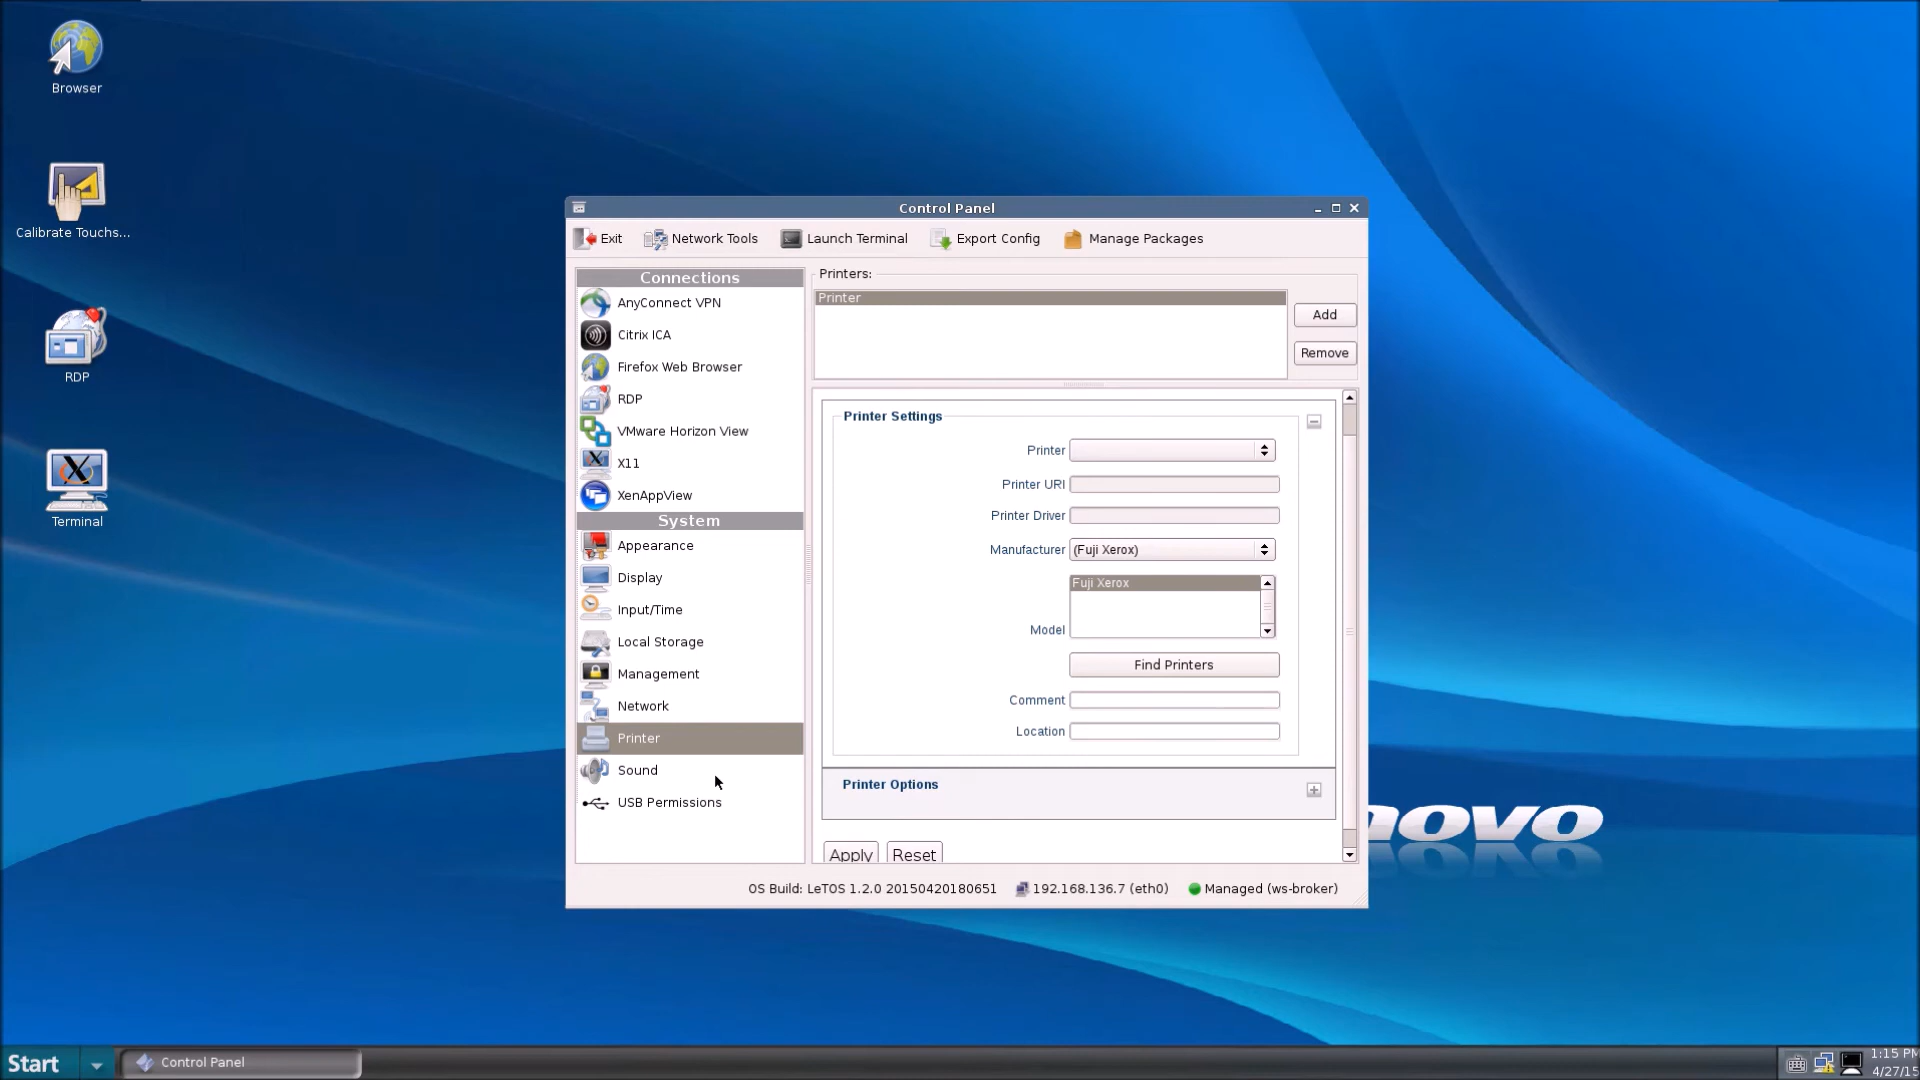 Browser
Calibrate Touchs...
RDP
Terminal
Control Panel
Exit
Network Tools
Launch Terminal
Export Config
Manage Packages
Connections
AnyConnect VPN
Citrix ICA
Firefox Web Browser
RDP
VMware Horizon View
X11
XenAppView
System
Appearance
Display
Input/Time
Local Storage
Management
Network
Printer
Sound
USB Permissions
Printers:
Printer
Add
Remove
Printer Settings
Printer
Printer URI
Printer Driver
Manufacturer (Fuji Xerox)
Fuji Xerox
Model
Find Printers
Comment
Location
Printer Options
Apply Reset
OS Build: LeTOS 1.2.0 20150420180651 192.168.136.7 (eth0) Managed (ws-broker)
novo
Start
Control Panel
1:15 PM
4/27/15